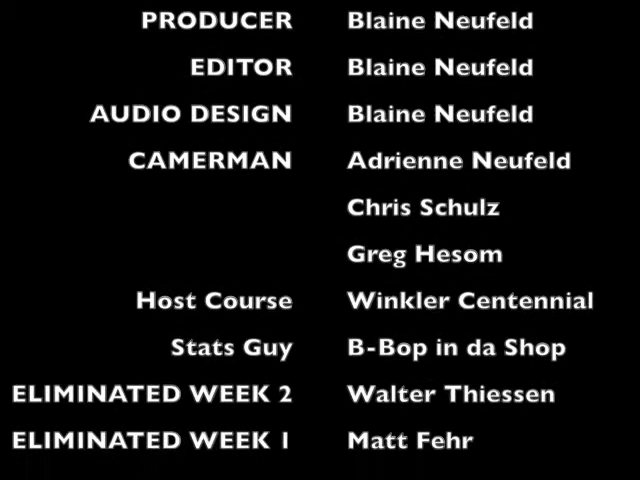 PRODUCER Blaine Neufeld
EDITOR Blaine Neufeld
AUDIO DESIGN Blaine Neufeld
CAMERMAN Adrienne Neufeld
Chris Schulz
Greg Hesom
Host Course Winkler Centennial
Stats Guy B-Bop in da Shop
ELIMINATED WEEK 2 Walter Thiessen
ELIMINATED WEEK 1 Matt Fehr